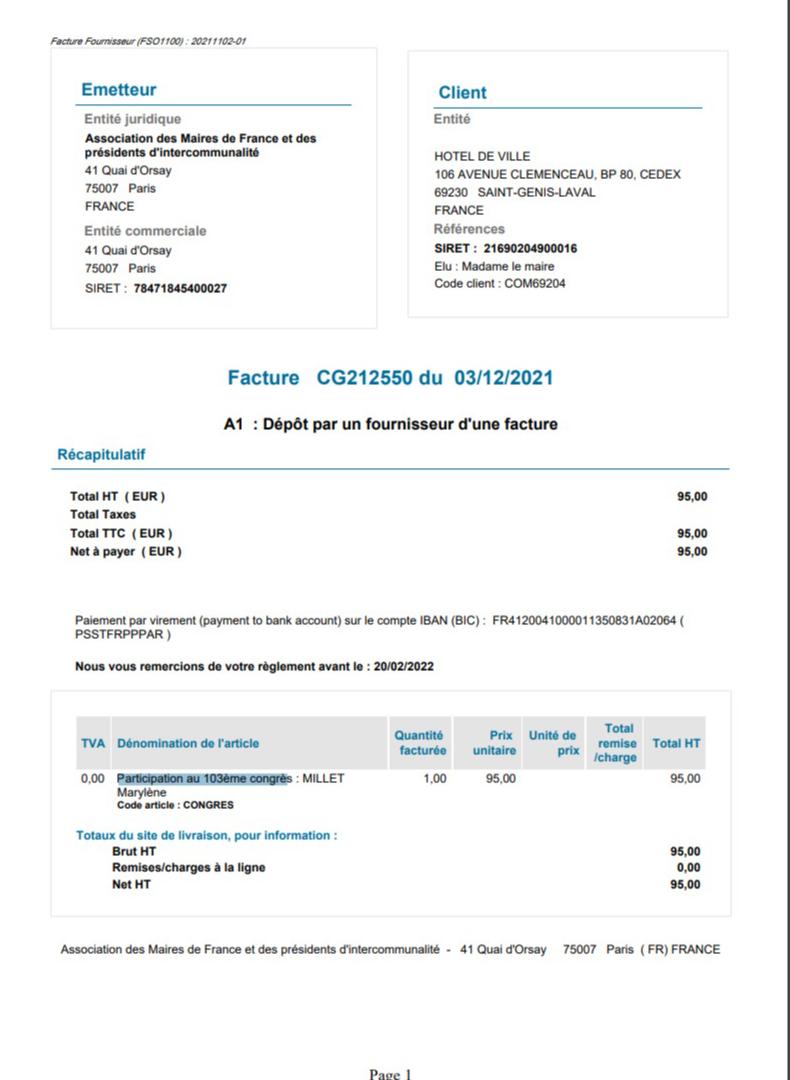 Facture Fournisseur (FSO1100) : 20211102-01
Emetteur
Entité juridique
Association des Maires de France et des
présidents d'intercommunalité
41 Quai d'Orsay
75007 Paris
FRANCE
Entité commerciale
41 Quai d'Orsay
75007 Paris
SIRET : 78471845400027
Client
Entité
HOTEL DE VILLE
106 AVENUE CLEMENCEAU, BP 80, CEDEX
69230 SAINT-GENIS-LAVAL
FRANCE
Références
SIRET : 21690204900016
Elu : Madame le maire
Code client : COM69204
Facture CG212550 du 03/12/2021
A1 : Dépôt par un fournisseur d'une facture
Récapitulatif
Total HT ( EUR ) 95,00
Total Taxes
Total TTC ( EUR ) 95,00
Net à payer ( EUR ) 95,00
Paiement par virement (payment to bank account) sur le compte IBAN (BIC) : FR4120041000011350831A02064 (
PSSTFRPPPAR )
Nous vous remercions de votre règlement avant le : 20/02/2022
TVA Dénomination de l'article Quantité facturée Prix unitaire Unité de prix Total remise /charge Total HT
0,00 Participation au 103ème congrès : MILLET 1,00 95,00 95,00
Marylène
Code article : CONGRES
Totaux du site de livraison, pour information :
Brut HT 95,00
Remises/charges à la ligne 0,00
Net HT 95,00
Association des Maires de France et des présidents d'intercommunalité - 41 Quai d'Orsay 75007 Paris ( FR) FRANCE
Page 1